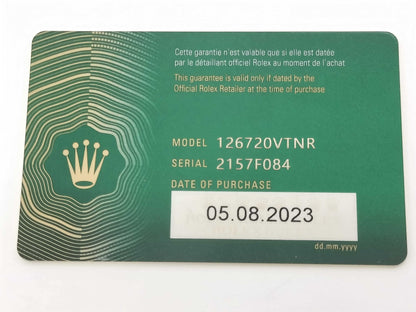 Cette garantie n'est valable que si elle est datée
par le détaillant officiel Rolex au moment de l'achat
This guarantee is valid only if dated by the
Official Rolex Retailer at the time of purchase
MODEL 126720VTNR
SERIAL 2157F084
DATE OF PURCHASE
05.08.2023
dd.mm.yyyy